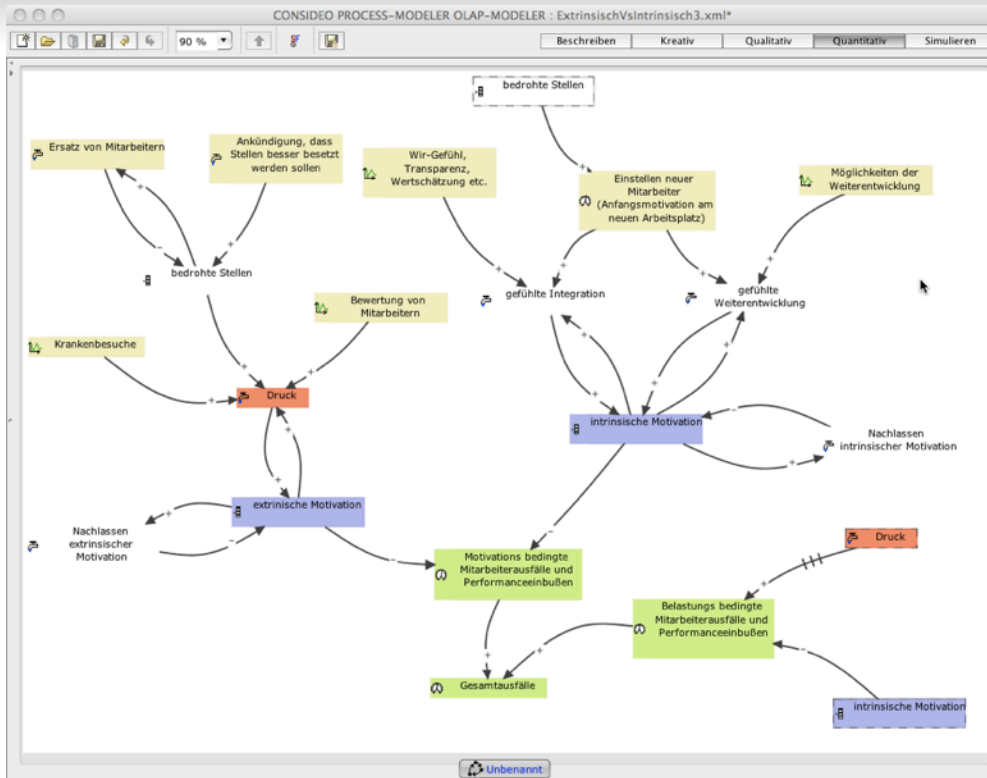 CONSIDEO PROCESS-MODELER OLAP-MODELER : ExtrinsischVsIntrinsisch3.xml*
90 %
Beschreiben
Kreativ
Qualitativ
Quantitativ
Simulieren
bedrohte Stellen
Ersatz von Mitarbeitern
Ankündigung, dass
Stellen besser besetzt
werden sollen
Wir-Gefühl,
Transparenz,
Wertschätzung etc.
Einstellen neuer
Mitarbeiter
(Anfangsmotivation am
neuen Arbeitsplatz)
Möglichkeiten der
Weiterentwicklung
bedrohte Stellen
gefühlte Integration
gefühlte
Weiterentwicklung
Bewertung von
Mitarbeitern
Krankenbesuche
Druck
intrinsische Motivation
Nachlassen
intrinsischer Motivation
extrinische Motivation
Nachlassen
extrinsischer
Motivation
Motivations bedingte
Mitarbeiterausfälle und
Performanceeinbußen
Druck
Belastungs bedingte
Mitarbeiterausfälle und
Performanceeinbußen
Gesamtausfälle
intrinsische Motivation
Unbenannt